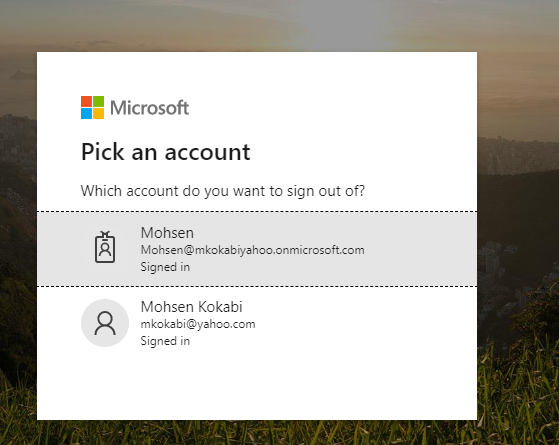 Microsoft
Pick an account
Which account do you want to sign out of?
Mohsen
Mohsen@mkokabiyahoo.onmicrosoft.com
Signed in
Mohsen Kokabi
mkokabi@yahoo.com
Signed in